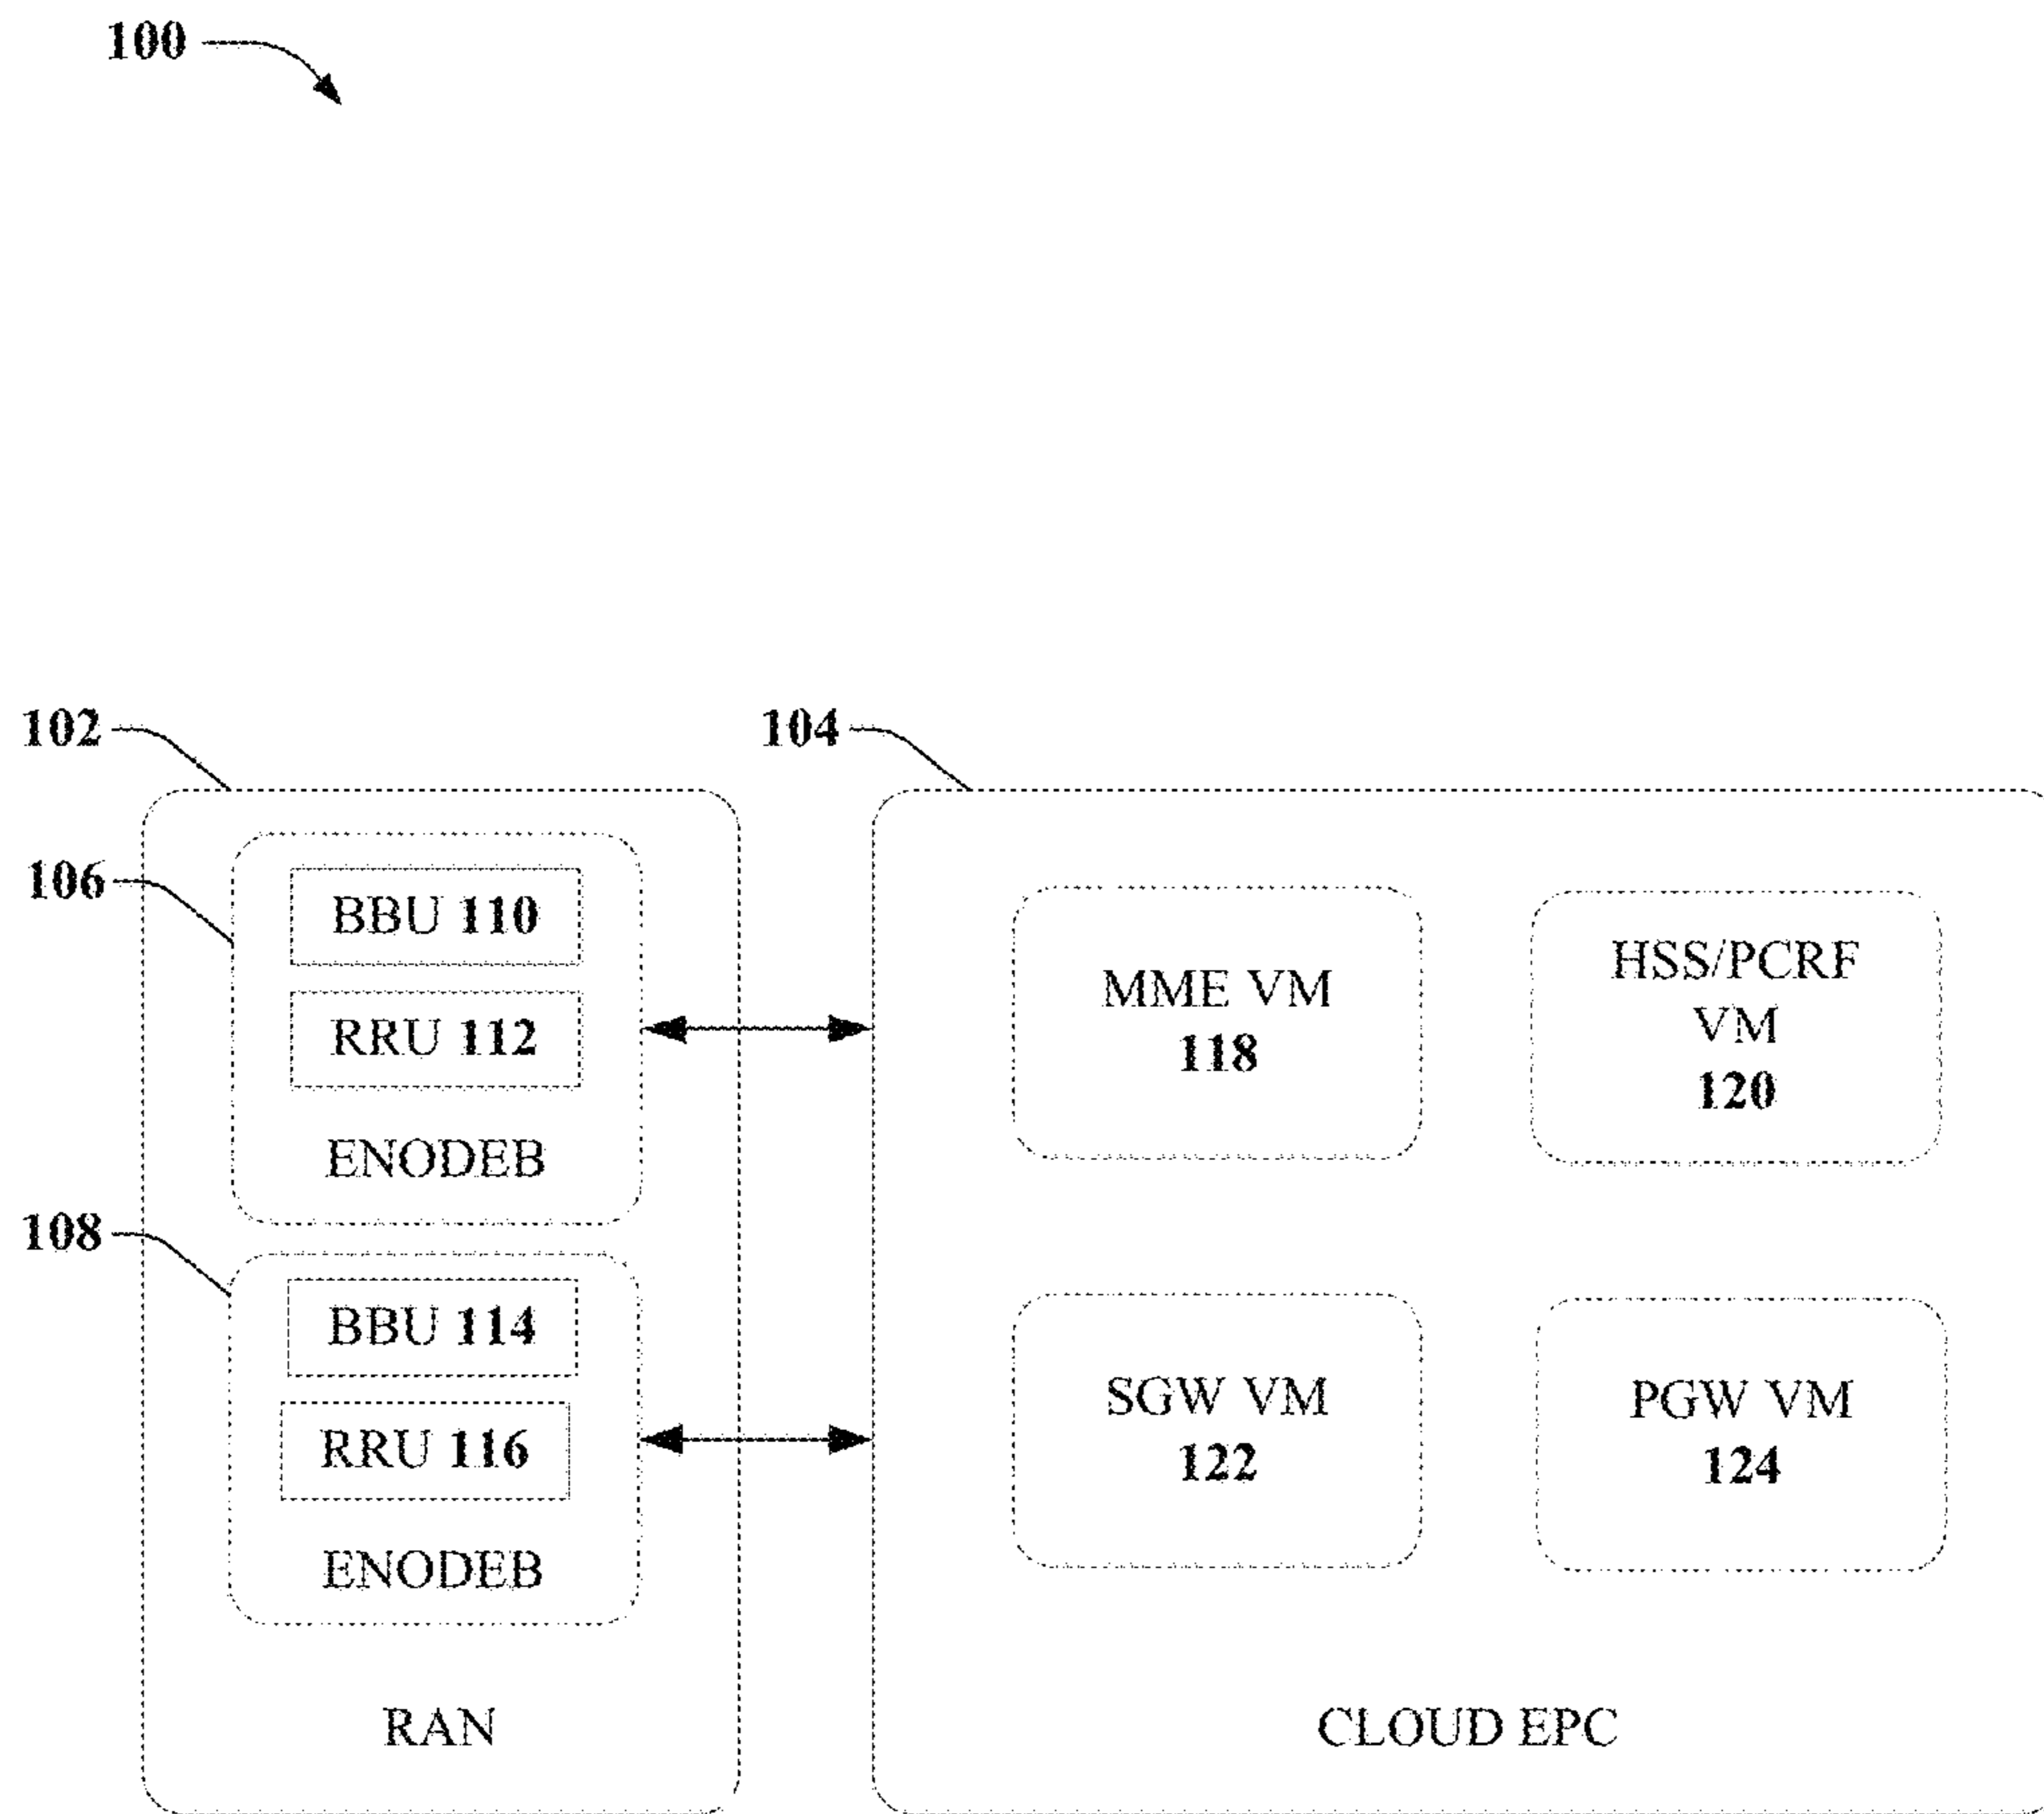 100
102
104
106
BBU 110
RRU 112
ENODEB
108
BBU 114
RRU 116
ENODEB
RAN
MME VM
118
HSS/PCRF
VM
120
SGW VM
122
PGW VM
124
CLOUD EPC